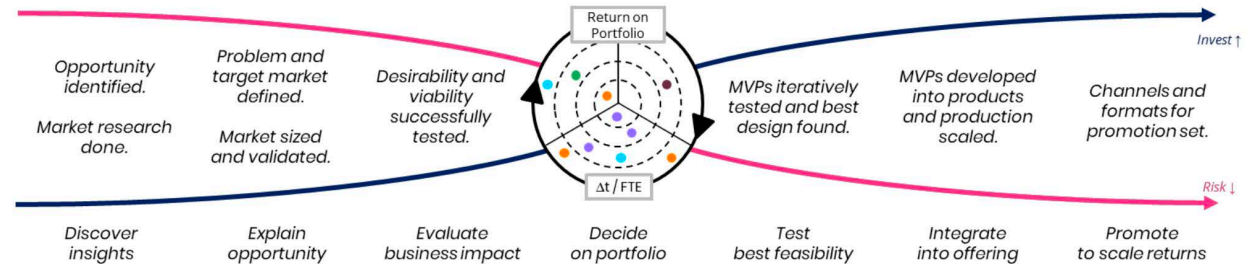 Opportunity
identified.
Market research
done.
Problem and
target market
defined.
Market sized
and validated.
Desirability and
viability
successfully
tested.
Return on
Portfolio
Δt / FTE
MVPs iteratively
tested and best
design found.
MVPs developed
into products
and production
scaled.
Channels and
formats for
promotion set.
Invest ↑
Risk ↓
Discover
insights
Explain
opportunity
Evaluate
business impact
Decide
on portfolio
Test
best feasibility
Integrate
into offering
Promote
to scale returns